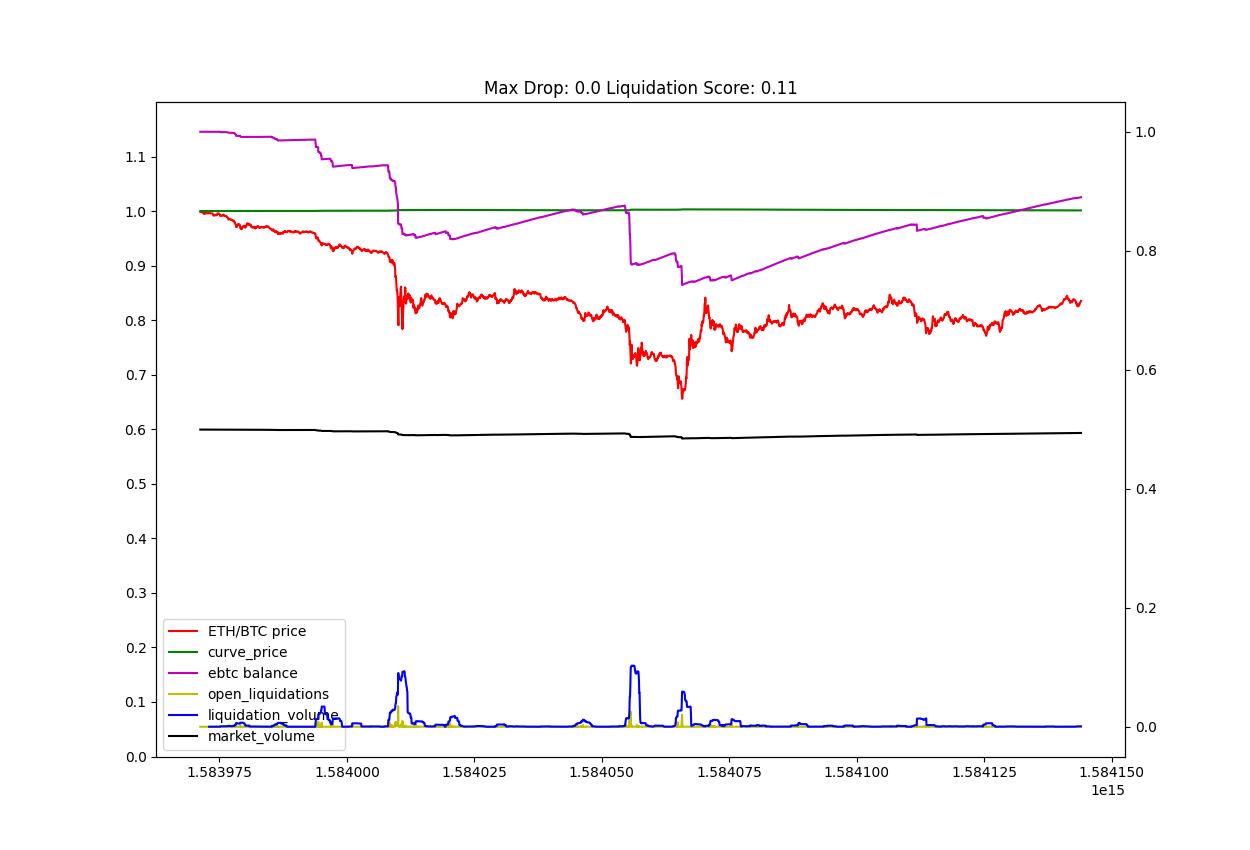 Max Drop: 0.0 Liquidation Score: 0.11
1.1
1.0
0.9
0.8
0.7
0.6
0.5
0.4
0.3
0.2
0.1
0.0
1.0
0.8
0.6
0.4
0.2
0.0
ETH/BTC price
curve_price
ebtc balance
open_liquidations
liquidation_volume
market_volume
1.583975 1.584000 1.584025 1.584050 1.584075 1.584100 1.584125 1.584150
1e15